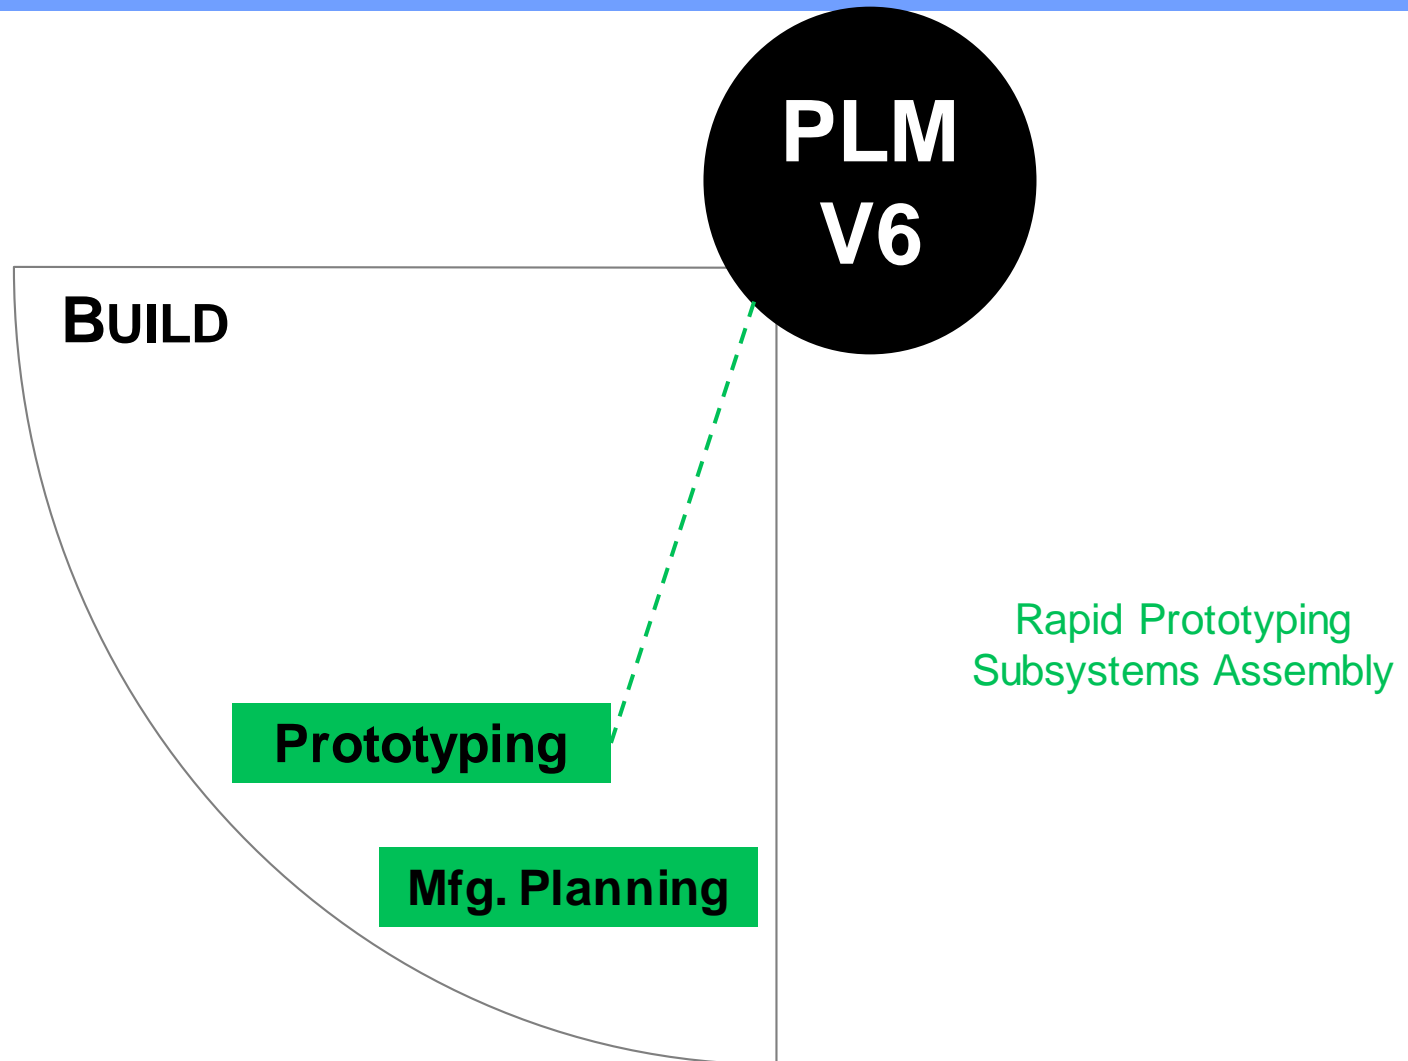 PLM
V6
BUILD
Rapid Prototyping
Subsystems Assembly
Prototyping
Mfg. Planning